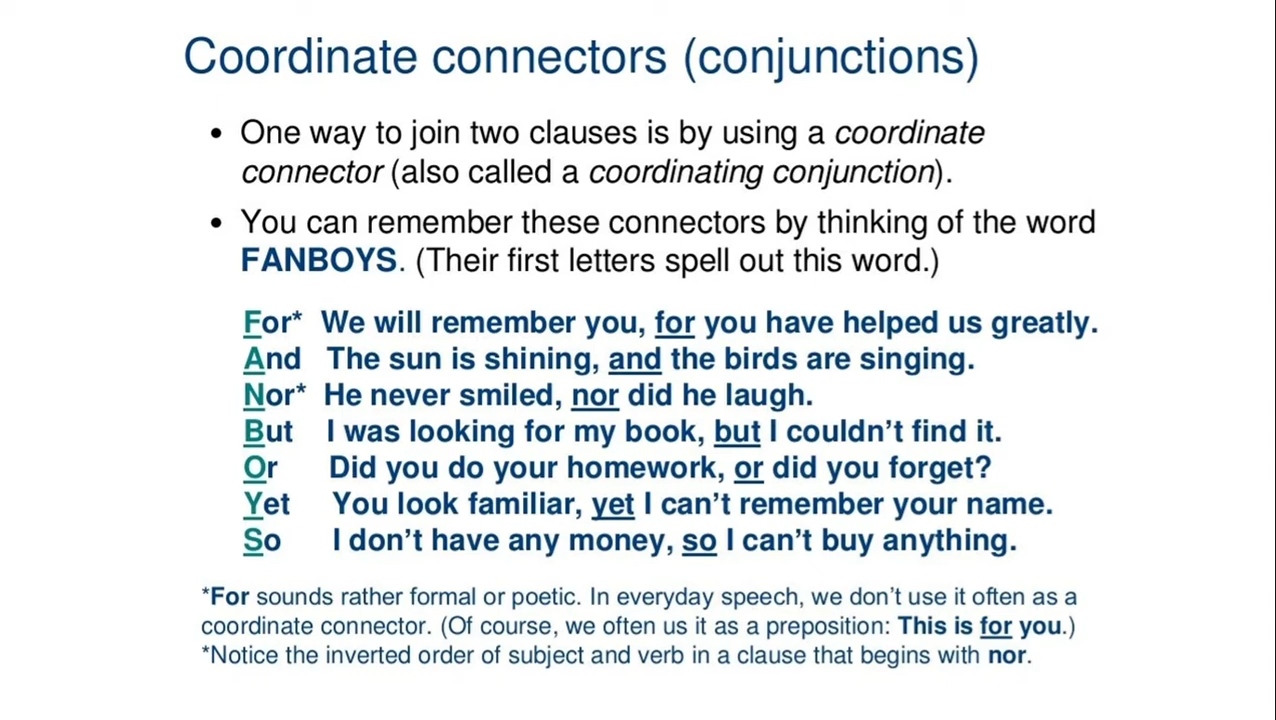 Coordinate connectors (conjunctions)
• One way to join two clauses is by using a coordinate
connector (also called a coordinating conjunction).
• You can remember these connectors by thinking of the word
FANBOYS. (Their first letters spell out this word.)
For* We will remember you, for you have helped us greatly.
And The sun is shining, and the birds are singing.
Nor* He never smiled, nor did he laugh.
But I was looking for my book, but I couldn’t find it.
Or Did you do your homework, or did you forget?
Yet You look familiar, yet I can’t remember your name.
So I don’t have any money, so I can’t buy anything.
*For sounds rather formal or poetic. In everyday speech, we don’t use it often as a
coordinate connector. (Of course, we often us it as a preposition: This is for you.)
*Notice the inverted order of subject and verb in a clause that begins with nor.